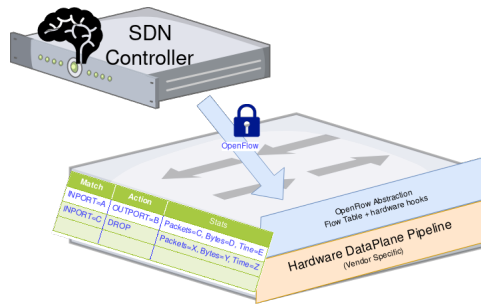 SDN
Controller
OpenFlow
Match Action Stats
INPORT=A OUTPORT=B Packets=C, Bytes=D, Tine=E
INPORT=C DROP Packets=X, Bytes=Y, Time=Z
OpenFlow Abstraction
Flow Table + hardware hooks
Hardware DataPlane Pipeline
(Vendor Specific)